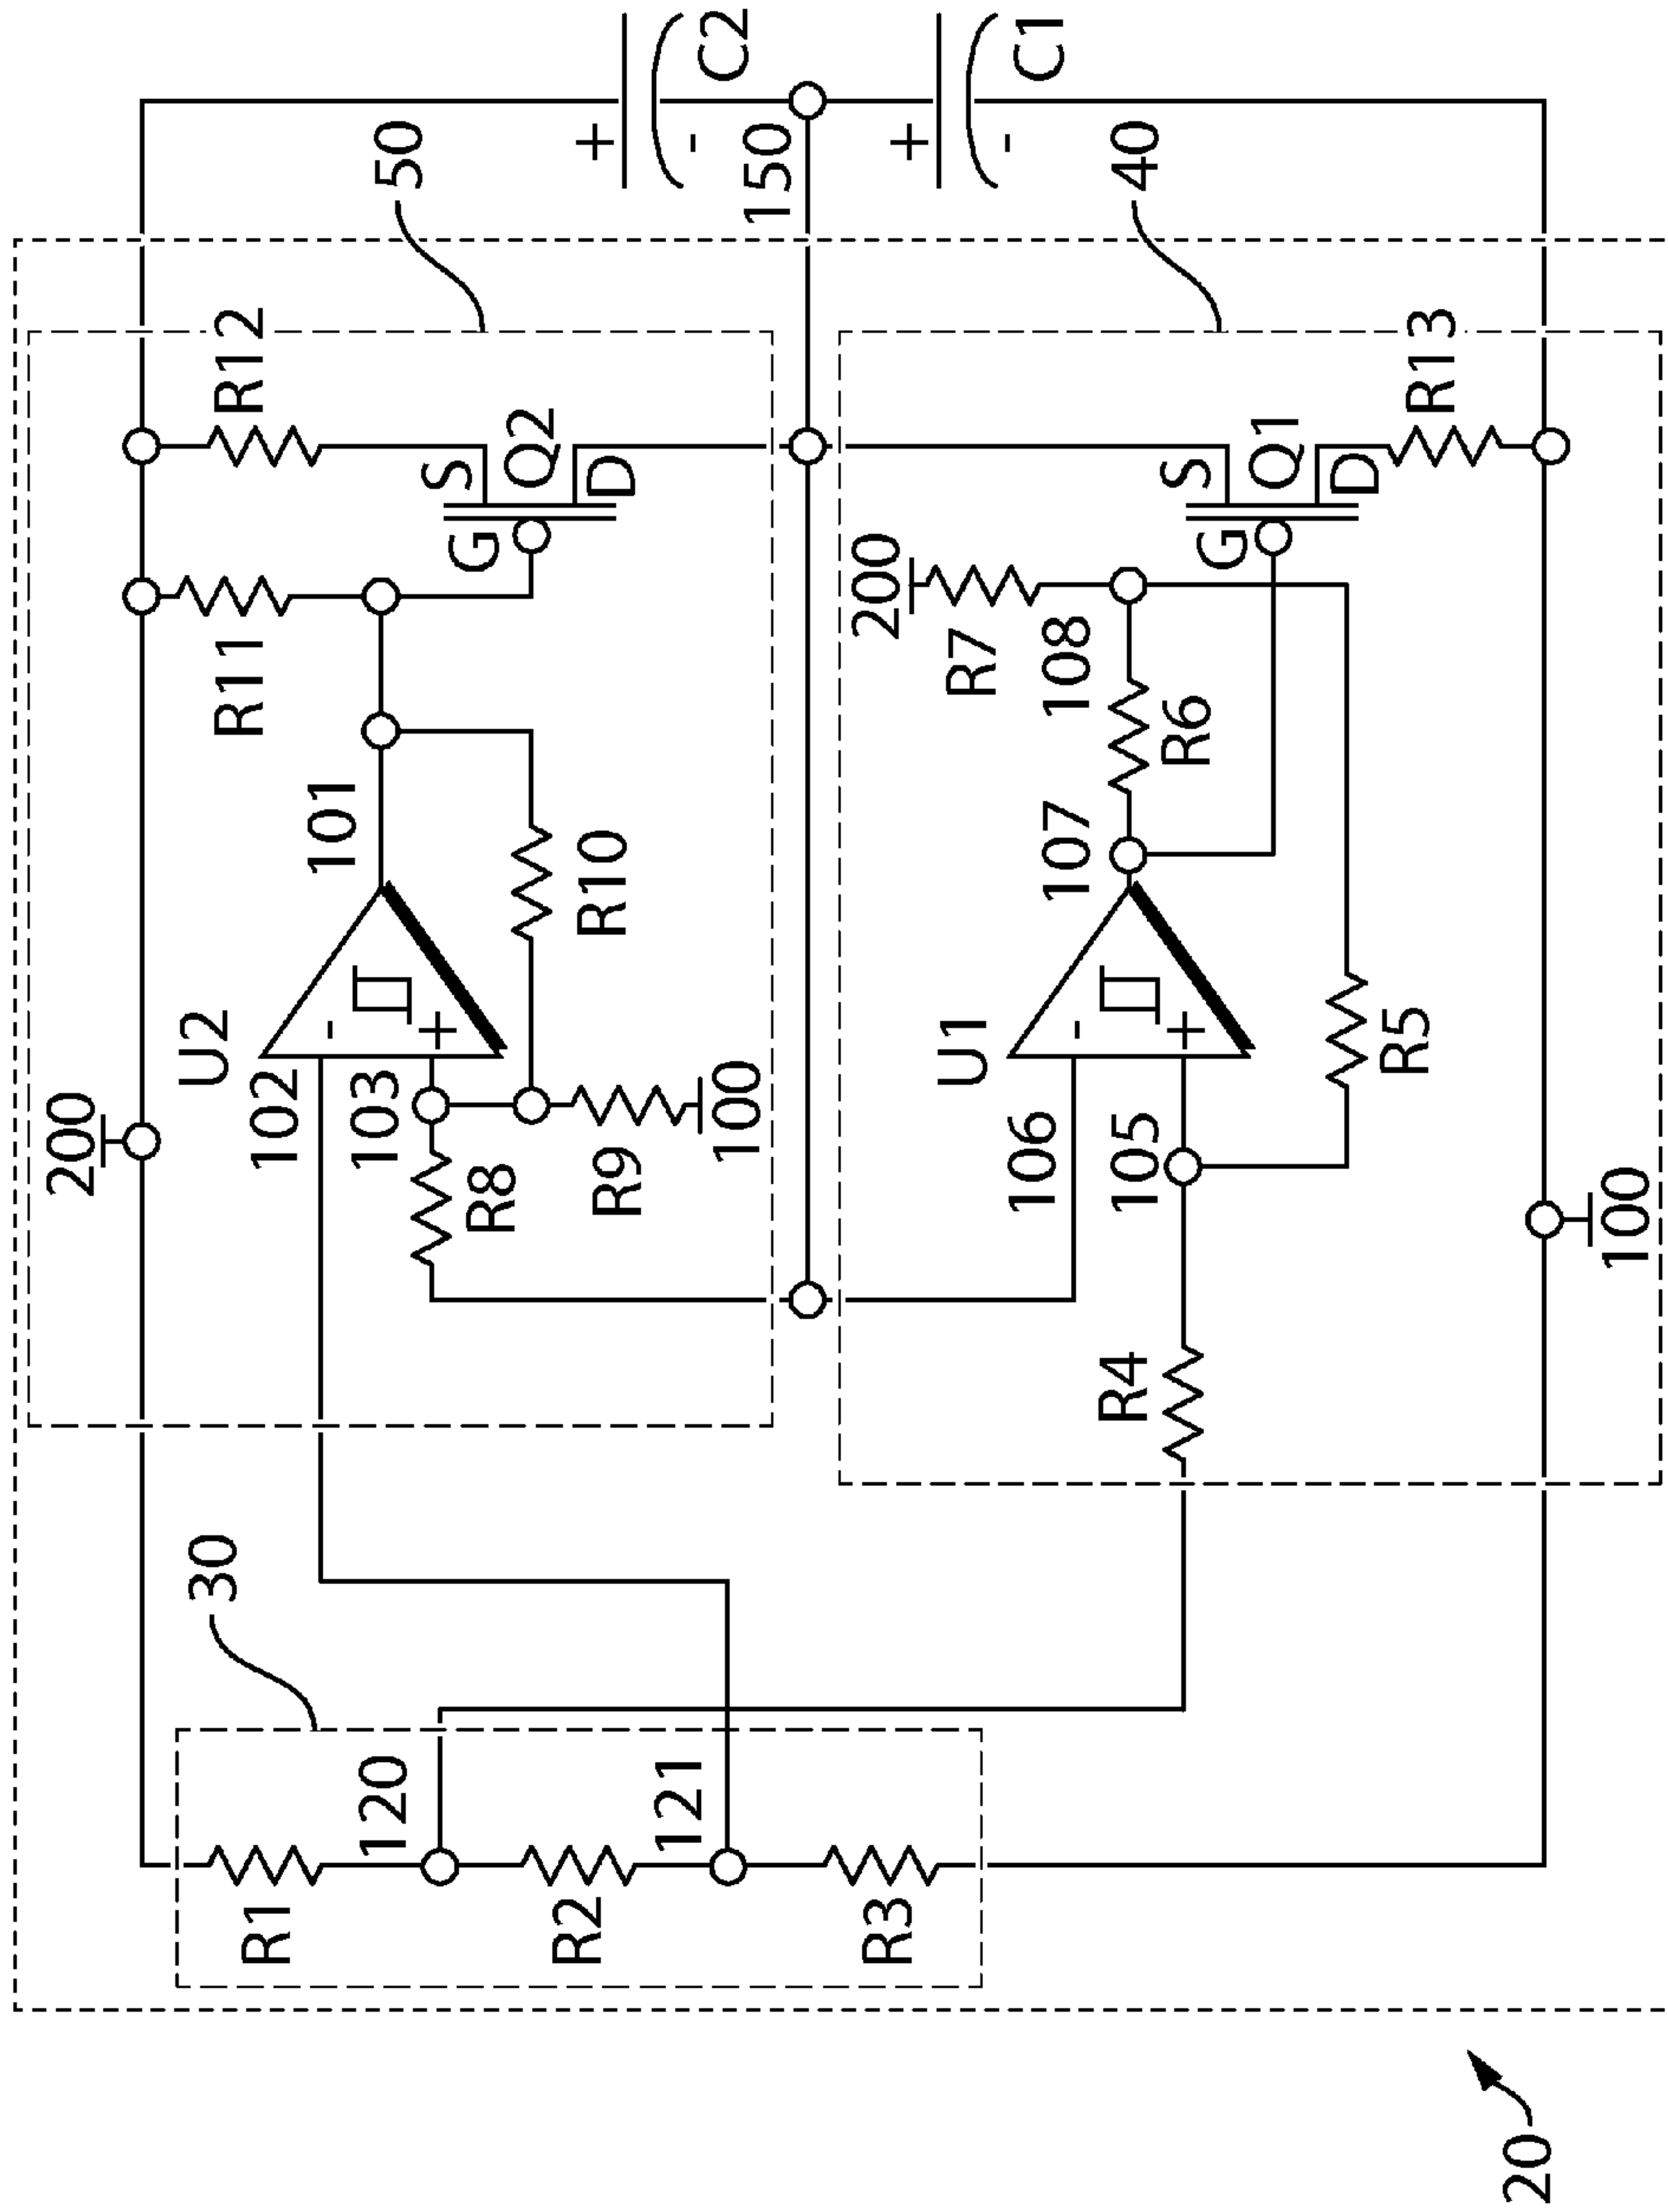 200
R11
R12
50
U2
102
101
103
-
+
G
S
Q2
D
R8
R10
R9
100
+
-
C2
150
30
R1
120
R2
121
R3
200
R7
108
107
R6
U1
106
105
-
+
G
S
Q1
D
R4
R5
R13
100
+
-
C1
40
20